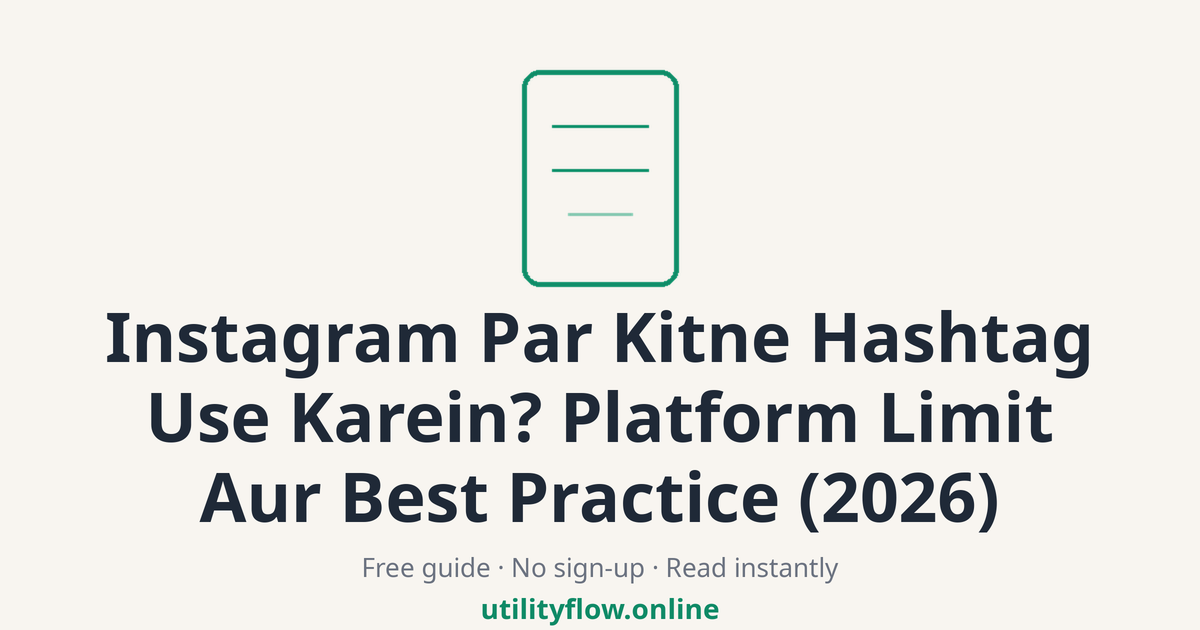 Instagram Par Kitne Hashtag
Use Karein? Platform Limit
Aur Best Practice (2026)
Free guide · No sign-up · Read instantly
utilityflow.online